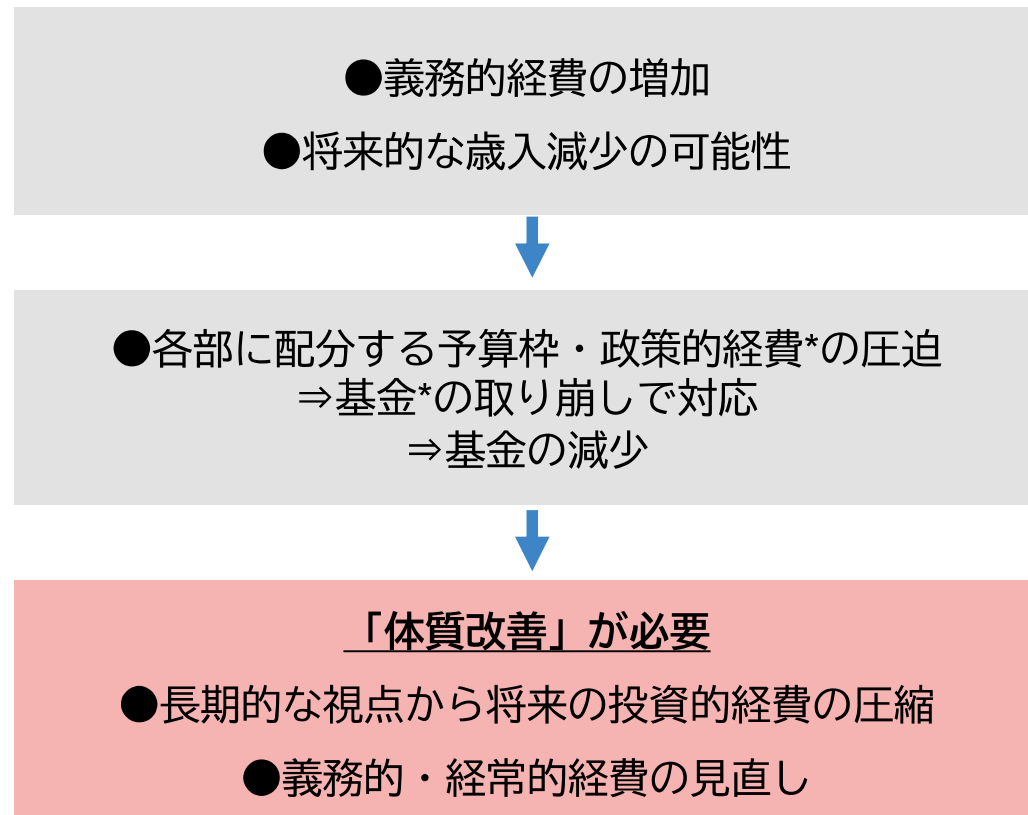 ●義務的経費の増加
●将来的な歳入減少の可能性
●各部に配分する予算枠・政策的経費*の圧迫
⇒基金*の取り崩しで対応
⇒基金の減少
「体質改善」が必要
●長期的な視点から将来の投資的経費の圧縮
●義務的・経常的経費の見直し